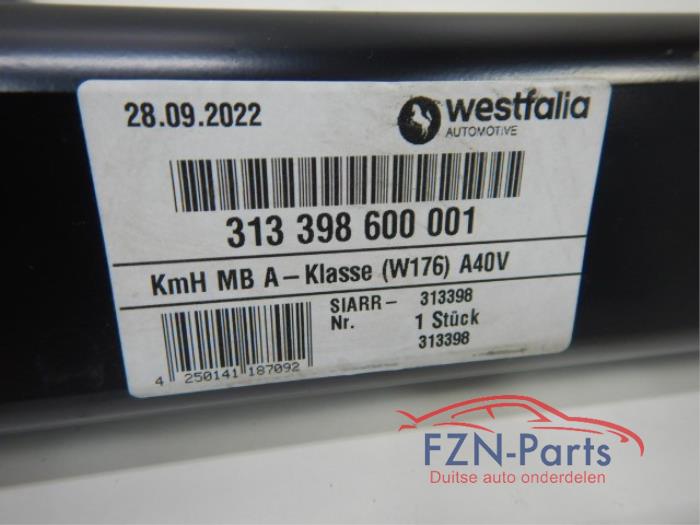 28.09.2022
westfalia
AUTOMOTIVE
313 398 600 001
KmH MB A-Klasse (W176) A40V
SIARR- 313398
Nr. 1 Stück
313398
4 250141 187092
FZN-Parts
Duitse auto onderdelen